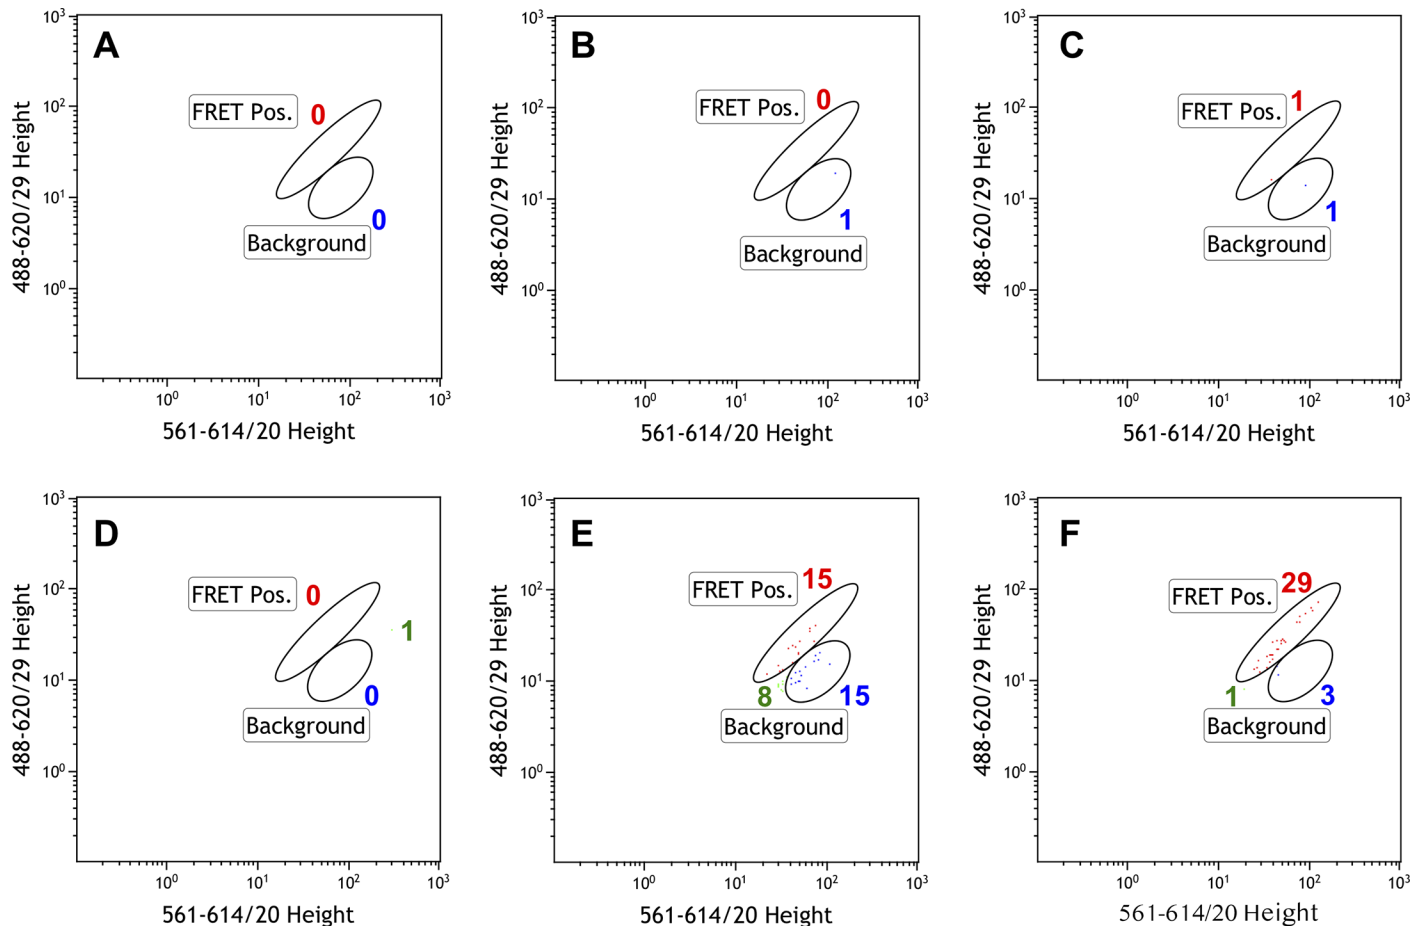 A
10³
10²
10¹
10⁰
488-620/29 Height
FRET Pos.
0
0
Background
10⁰ 10¹ 10² 10³
561-614/20 Height
B
10³
10²
10¹
10⁰
488-620/29 Height
FRET Pos.
0
1
Background
10⁰ 10¹ 10² 10³
561-614/20 Height
C
10³
10²
10¹
10⁰
488-620/29 Height
FRET Pos.
1
1
Background
10⁰ 10¹ 10² 10³
561-614/20 Height
D
10³
10²
10¹
10⁰
488-620/29 Height
FRET Pos.
0
1
0
Background
10⁰ 10¹ 10² 10³
561-614/20 Height
E
10³
10²
10¹
10⁰
488-620/29 Height
FRET Pos.
15
8
15
Background
10⁰ 10¹ 10² 10³
561-614/20 Height
F
10³
10²
10¹
10⁰
488-620/29 Height
FRET Pos.
29
1
3
Background
10⁰ 10¹ 10² 10³
561-614/20 Height